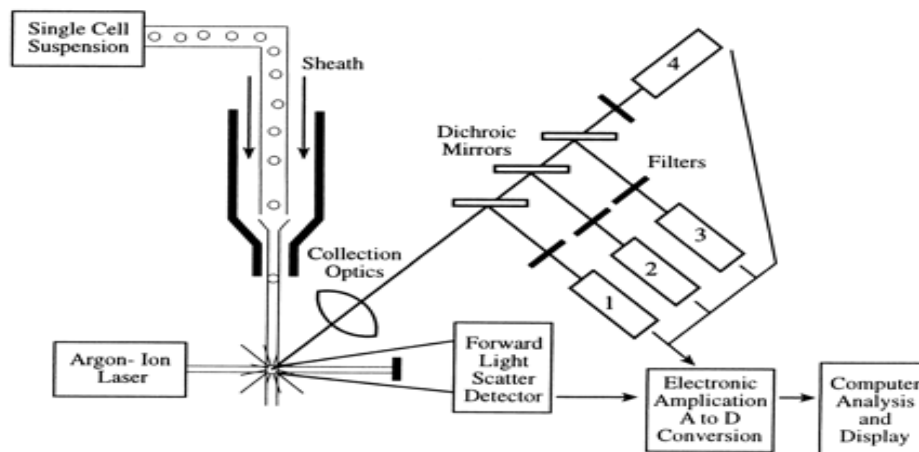 Single Cell
Suspension
Sheath
4
Dichroic
Mirrors
Filters
3
2
1
Collection
Optics
Argon- Ion
Laser
Forward
Light
Scatter
Detector
Electronic
Amplication
A to D
Conversion
Computer
Analysis
and
Display